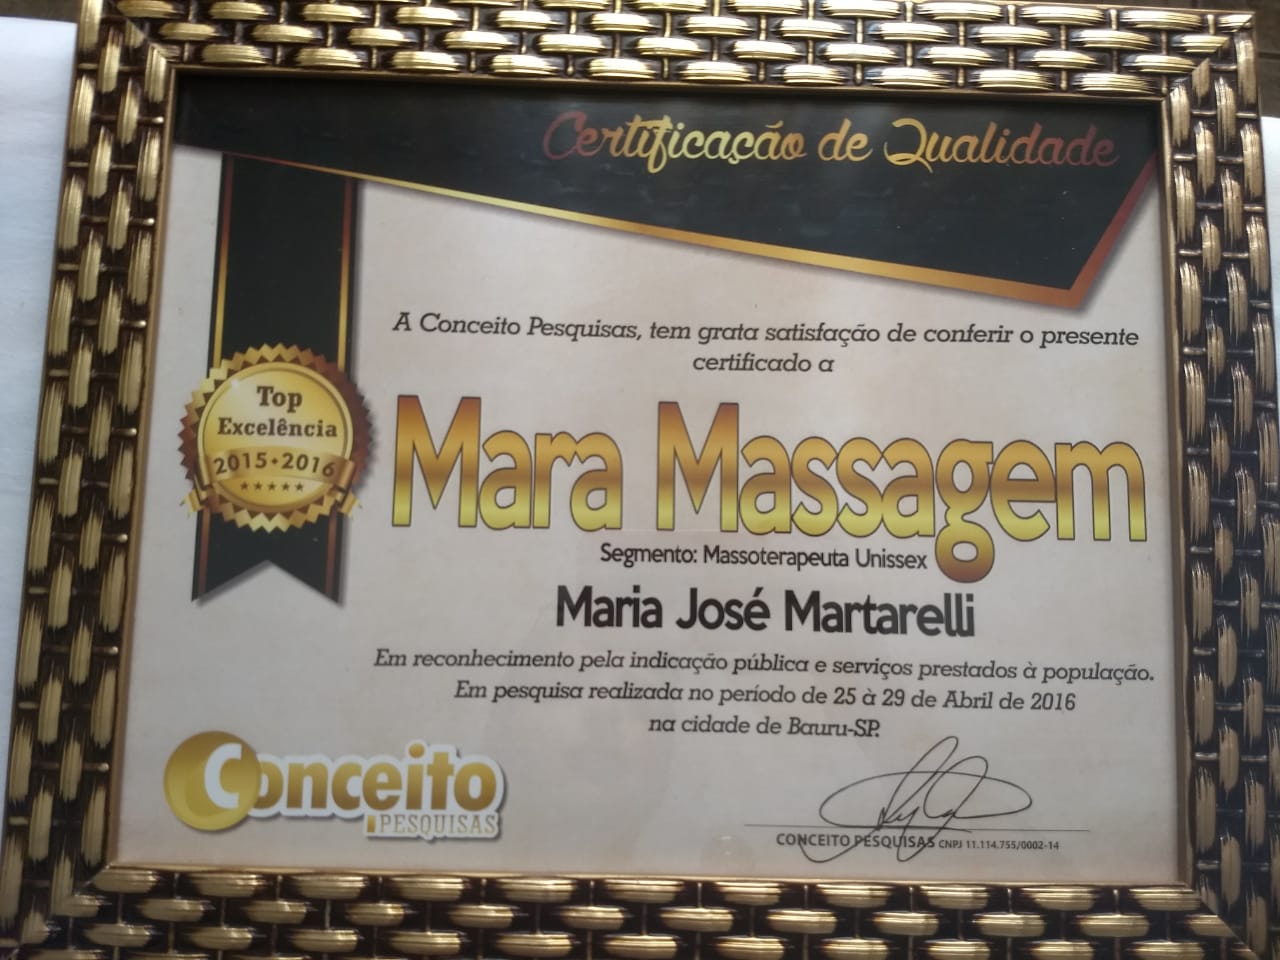 Certificação de Qualidade
A Conceito Pesquisas, tem grata satisfação de conferir o presente
certificado a
Top
Excelência
2015•2016
Mara Massagem
Segmento: Massoterapeuta Unissex
Maria José Martarelli
Em reconhecimento pela indicação pública e serviços prestados à população.
Em pesquisa realizada no período de 25 à 29 de Abril de 2016
na cidade de Bauru-SP.
Conceito
PESQUISAS
CONCEITO PESQUISAS CNPJ 11.114.755/0002-14